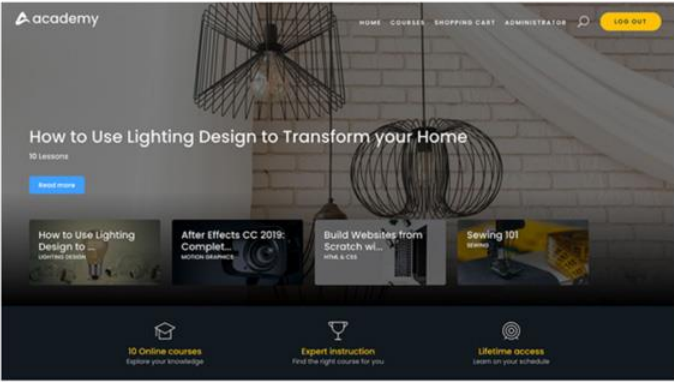 academy
HOME COURSES SHOPPING CART ADMINISTRATOR LOG OUT
How to Use Lighting Design to Transform your Home
10 Lessons
Read more
How to Use Lighting
Design to ...
LIGHTING DESIGN
After Effects CC 2019:
Complet...
MOTION GRAPHICS
Build Websites from
Scratch wi...
HTML & CSS
Sewing 101
SEWING
10 Online courses
Explore your knowledge
Expert instruction
Find the right course for you
Lifetime access
Learn on your schedule